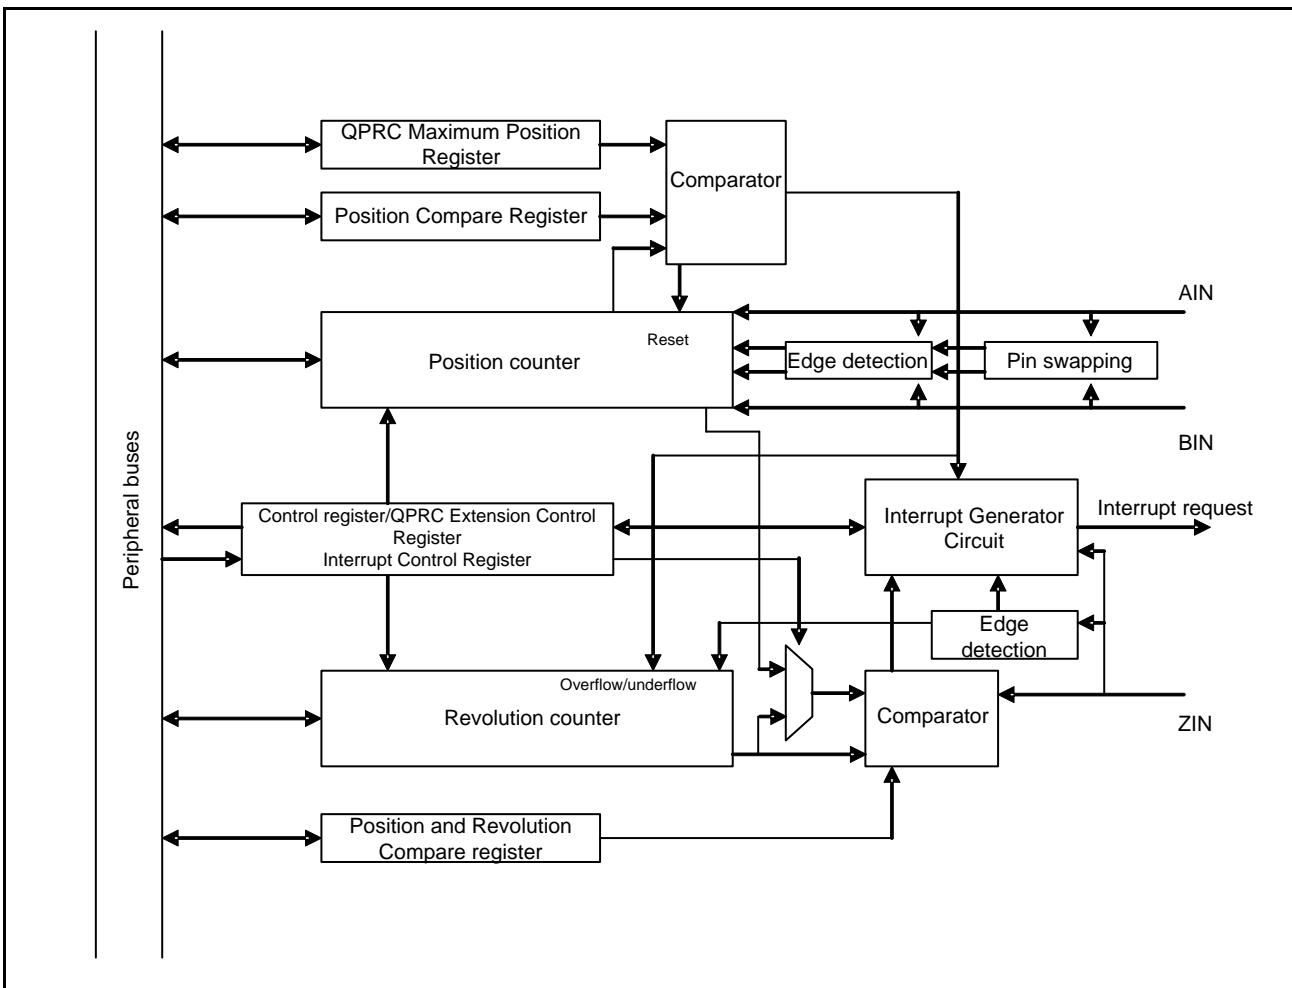 QPRC Maximum Position
Register
Comparator
Position Compare Register
AIN
Reset
Position counter
Edge detection
Pin swapping
BIN
Peripheral buses
Control register/QPRC Extension Control
Register
Interrupt Control Register
Interrupt Generator
Circuit
Interrupt request
Edge
detection
Overflow/underflow
Revolution counter
Comparator
ZIN
Position and Revolution
Compare register